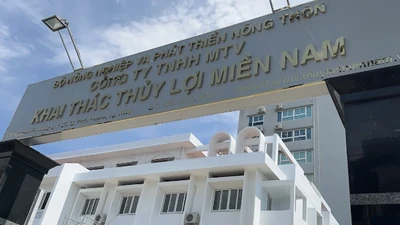 BỘ NÔNG NGHIỆP VÀ PHÁT TRIỂN NÔNG THÔN
CÔNG TY TNHH MTV
KHAI THÁC THỦY LỢI MIỀN NAM